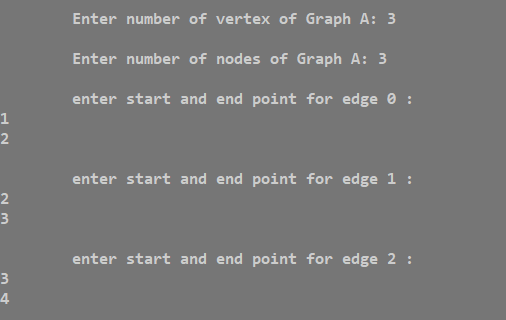 Enter number of vertex of Graph A: 3
Enter number of nodes of Graph A: 3
enter start and end point for edge 0 :
1
2
enter start and end point for edge 1 :
2
3
enter start and end point for edge 2 :
3
4